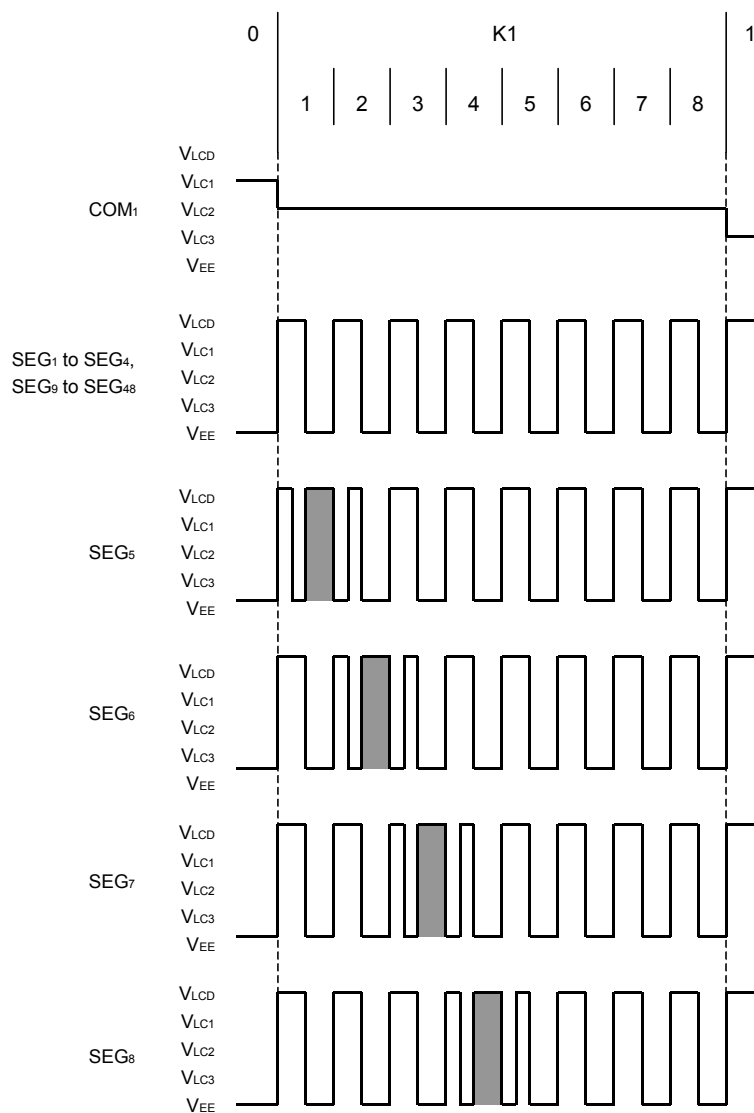 0 K1 1
1 2 3 4 5 6 7 8
VLCD
VLC1
COM1 VLC2
VLC3
VEE
VLCD
SEG1 to SEG4, VLC1
SEG9 to SEG48 VLC2
VLC3
VEE
VLCD
VLC1
SEG5 VLC2
VLC3
VEE
VLCD
VLC1
SEG6 VLC2
VLC3
VEE
VLCD
VLC1
SEG7 VLC2
VLC3
VEE
VLCD
VLC1
SEG8 VLC2
VLC3
VEE